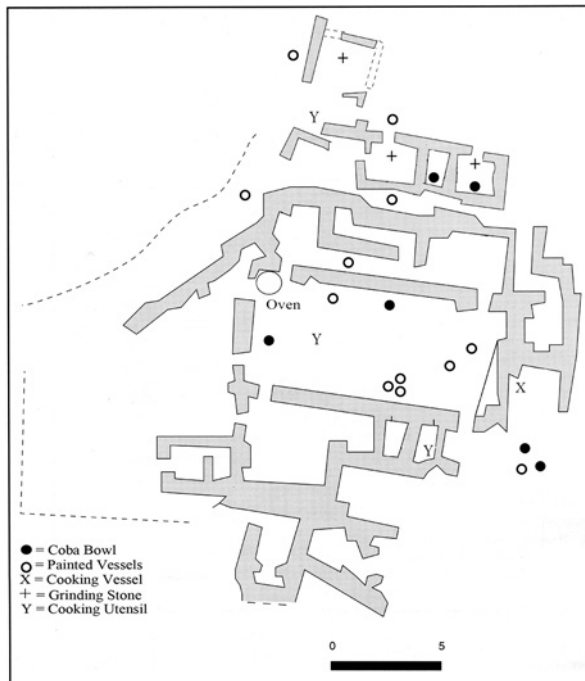 +
Y
+
+
Oven
Y
X
Y
● = Coba Bowl
○ = Painted Vessels
X = Cooking Vessel
+ = Grinding Stone
Y = Cooking Utensil
0 5